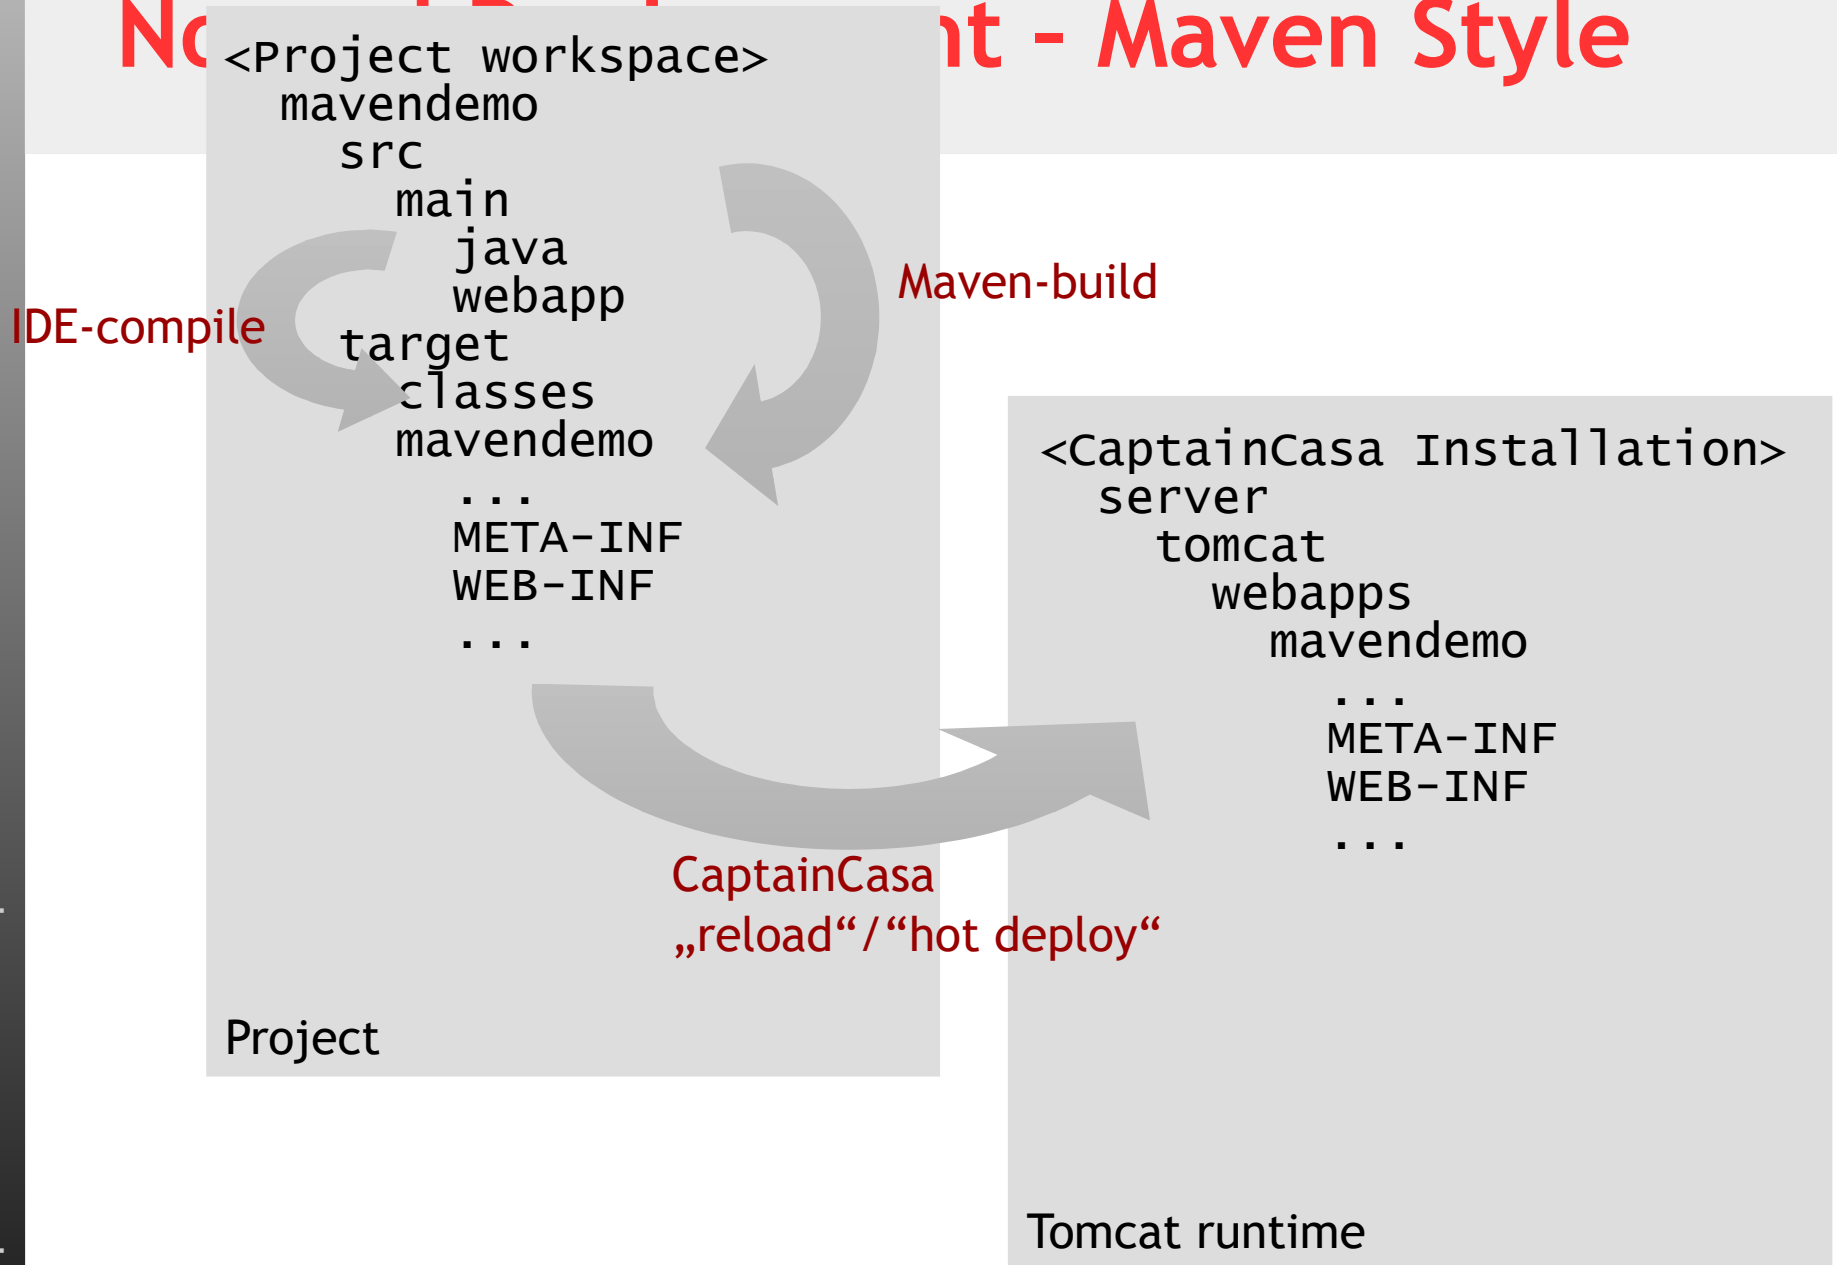 - Maven Style
<Project workspace>
mavendemo
src
main
java
webapp
target
classes
mavendemo
...
META-INF
WEB-INF
...
IDE-compile
Maven-build
CaptainCasa
„reload“/“hot deploy“
Project
<CaptainCasa Installation>
server
tomcat
webapps
mavendemo
...
META-INF
WEB-INF
...
Tomcat runtime